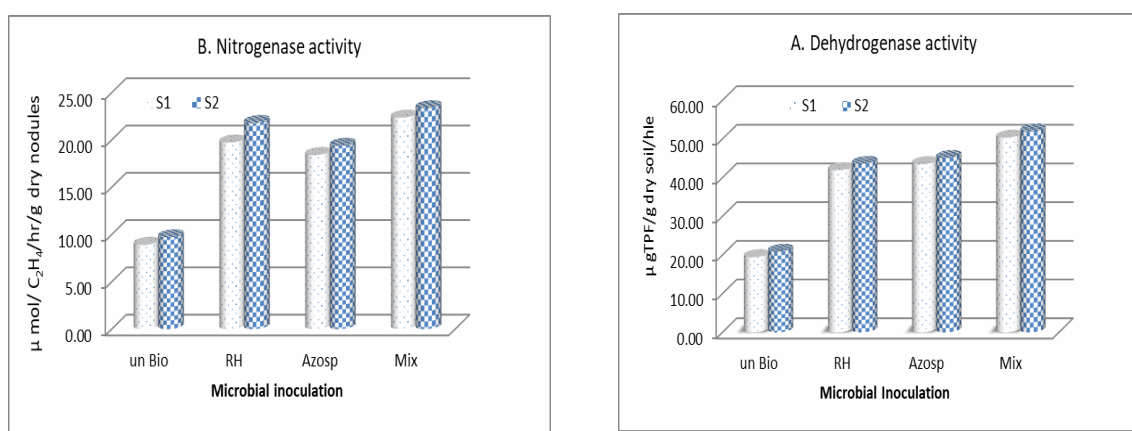 B. Nitrogenase activity
S1 S2
25.00
20.00
15.00
10.00
5.00
0.00
µ mol/ C₂H₄/hr/g dry nodules
un Bio RH Azosp Mix
Microbial inoculation
A. Dehydrogenase activity
S1 S2
60.00
50.00
40.00
30.00
20.00
10.00
0.00
µ gTPF/g dry soil/hle
un Bio RH Azosp Mix
Microbial Inoculation